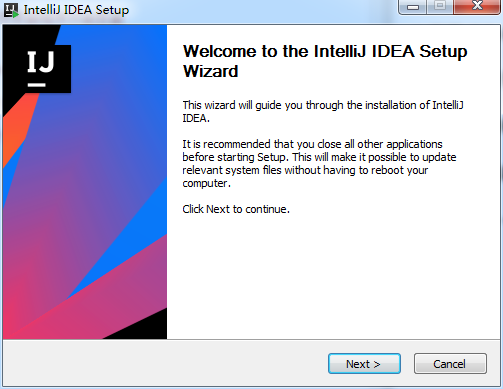 IntelliJ IDEA Setup
IJ
Welcome to the IntelliJ IDEA Setup
Wizard
This wizard will guide you through the installation of IntelliJ
IDEA.
It is recommended that you close all other applications
before starting Setup. This will make it possible to update
relevant system files without having to reboot your
computer.
Click Next to continue.
Next >
Cancel